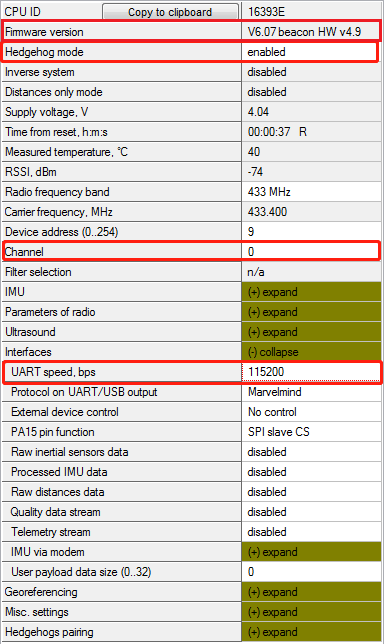 CPU ID Copy to clipboard 16393E
Firmware version V6.07 beacon HW v4.9
Hedgehog mode enabled
Inverse system disabled
Distances only mode disabled
Supply voltage, V 4.04
Time from reset, h:m:s 00:00:37 R
Measured temperature, °C 40
RSSI, dBm -74
Radio frequency band 433 MHz
Carrier frequency, MHz 433.400
Device address (0..254) 9
Channel 0
Filter selection n/a
IMU (+) expand
Parameters of radio (+) expand
Ultrasound (+) expand
Interfaces (-) collapse
UART speed, bps 115200
Protocol on UART/USB output Marvelmind
External device control No control
PA15 pin function SPI slave CS
Raw inertial sensors data disabled
Processed IMU data disabled
Raw distances data disabled
Quality data stream disabled
Telemetry stream disabled
IMU via modem (+) expand
User payload data size (0..32) 0
Georeferencing (+) expand
Misc. settings (+) expand
Hedgehogs pairing (+) expand